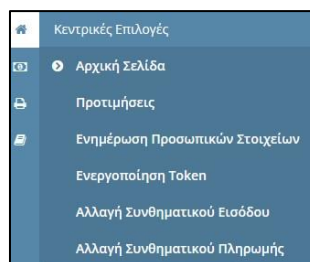 Κεντρικές Επιλογές
Αρχική Σελίδα
Προτιμήσεις
Ενημέρωση Προσωπικών Στοιχείων
Ενεργοποίηση Token
Αλλαγή Συνθηματικού Εισόδου
Αλλαγή Συνθηματικού Πληρωμής